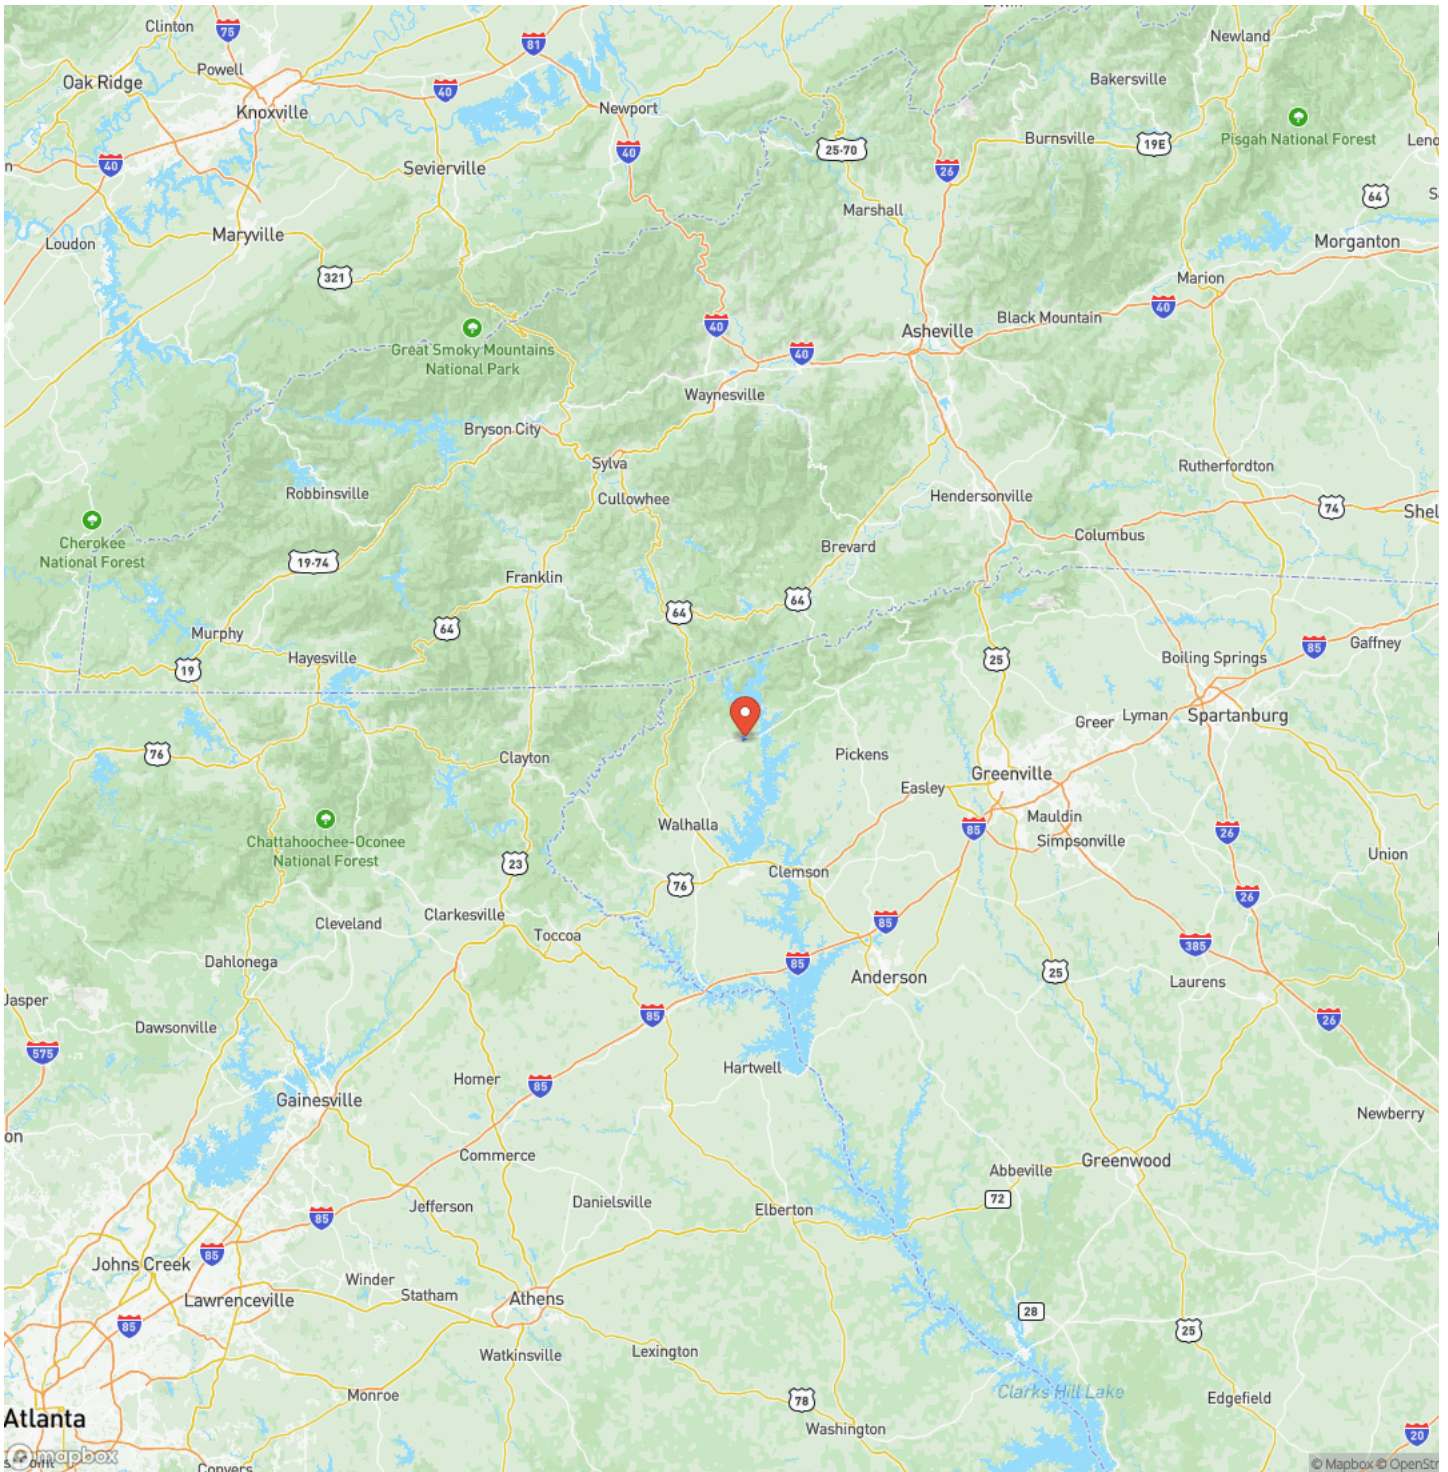 Clinton
75
81
Newland
Oak Ridge
Powell
40
Bakersville
Knoxville
Newport
Pisgah National Forest
40
Sevierville
40
25-70
26
Burnsville
19E
Leno
64
Loudon
Maryville
Marshall
Morganton
321
Marion
Great Smoky Mountains
National Park
40
40
Asheville
Black Mountain
40
Waynesville
Bryson City
Sylva
Rutherfordton
Robbinsville
Cullowhee
Hendersonville
74
Shel
Cherokee
National Forest
19-74
Brevard
Columbus
Franklin
64
64
64
Murphy
19
Hayesville
25
Boiling Springs
85
Gaffney
76
Clayton
Pickens
Greer
Lyman
Spartanburg
Greenville
Easley
Mauldin
85
Simpsonville
Chattahoochee-Oconee
National Forest
Walhalla
26
23
76
Clemson
Union
26
Cleveland
Clarkesville
Toccoa
85
385
Dahlonega
85
Anderson
25
Laurens
Jasper
Dawsonville
85
26
575
Hartwell
Homer
85
Gainesville
Newberry
on
Commerce
Abbeville
Greenwood
Jefferson
Danielsville
Elberton
72
85
85
Johns Creek
Winder
Statham
Athens
Lawrenceville
28
85
25
Watkinsville
Lexington
Monroe
78
Clarks Hill Lake
Edgefield
Atlanta
Washington
20
mapbox
Conyers
© Mapbox © OpenStr